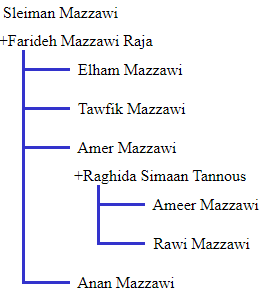 Sleiman Mazzawi
+Farideh Mazzawi Raja
Elham Mazzawi
Tawfik Mazzawi
Amer Mazzawi
+Raghida Simaan Tannous
Ameer Mazzawi
Rawi Mazzawi
Anan Mazzawi